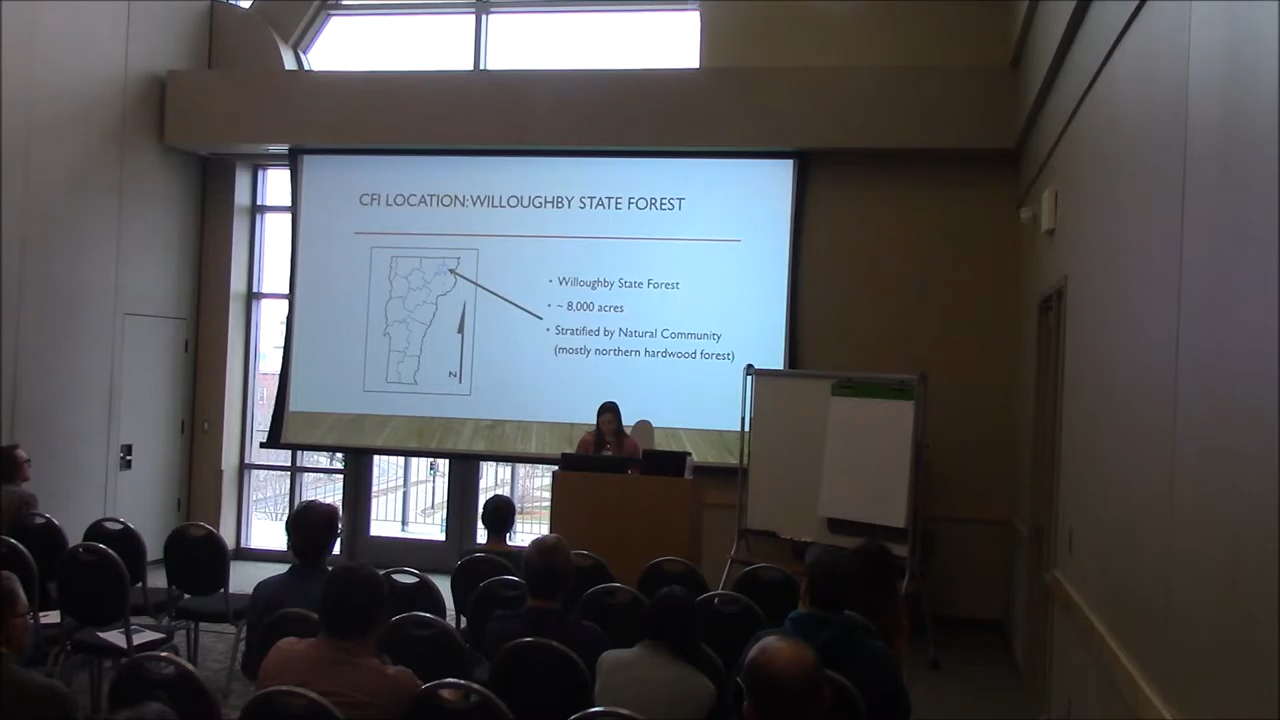 CFI LOCATION: WILLOUGHBY STATE FOREST
• Willoughby State Forest
• ~ 8,000 acres
• Stratified by Natural Community
(mostly northern hardwood forest)
N